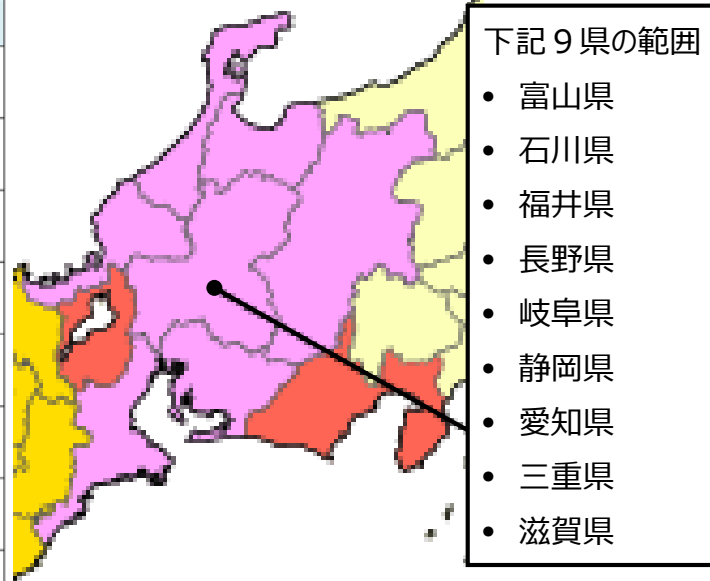 下記９県の範囲
• 富山県
• 石川県
• 福井県
• 長野県
• 岐阜県
• 静岡県
• 愛知県
• 三重県
• 滋賀県